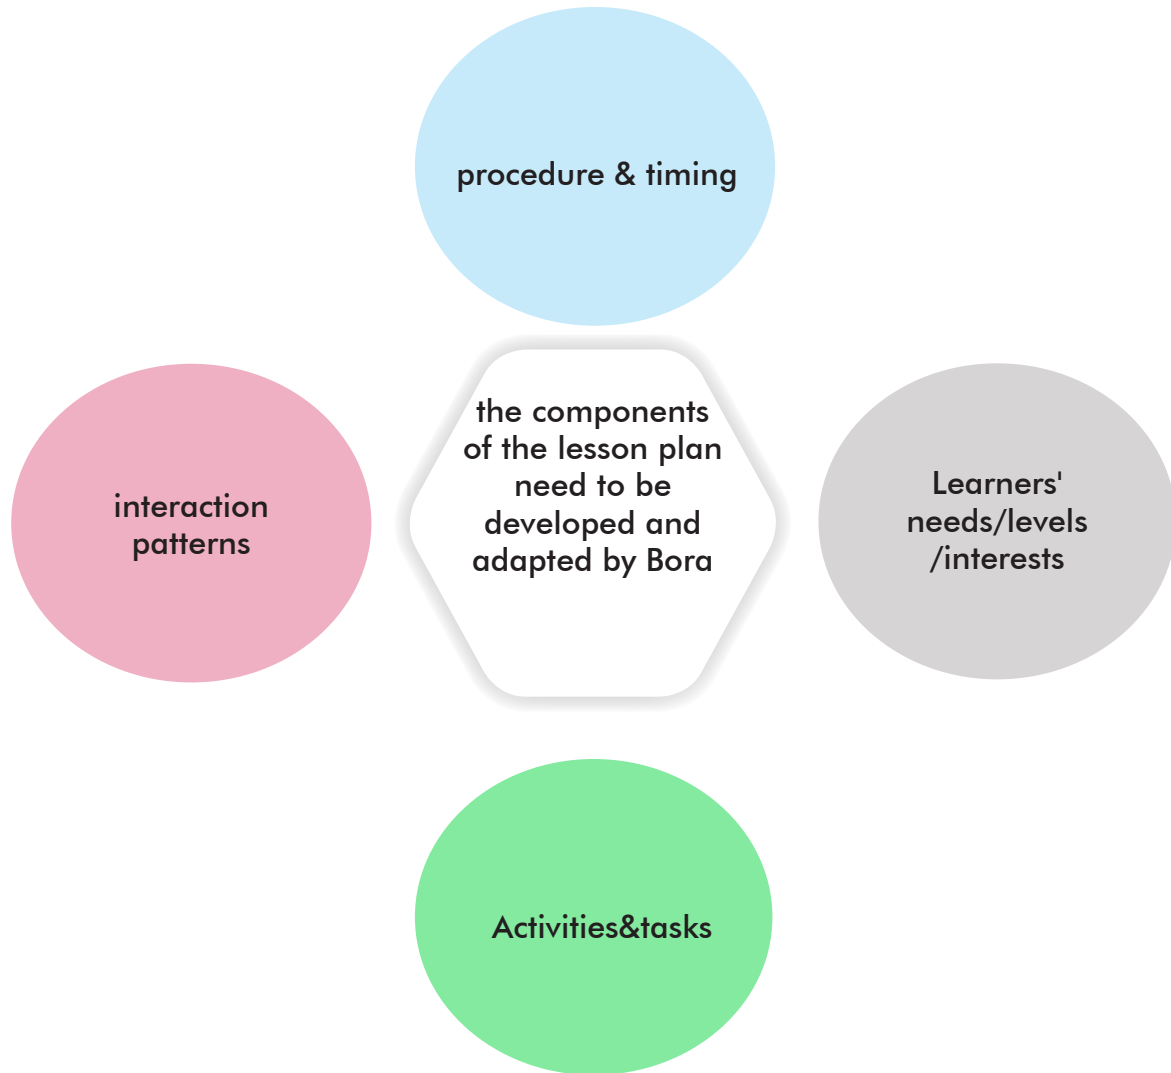 procedure & timing
the components
of the lesson plan
need to be
developed and
adapted by Bora
interaction
patterns
Learners'
needs/levels
/interests
Activities&tasks